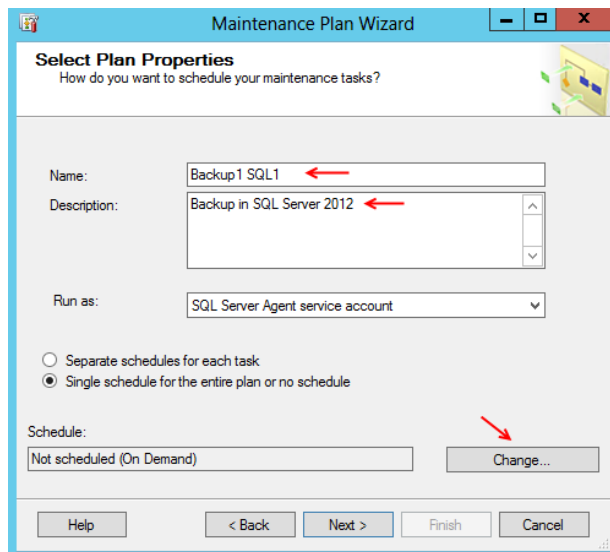 Maintenance Plan Wizard
Select Plan Properties
How do you want to schedule your maintenance tasks?
Name:
Backup1 SQL1
Description:
Backup in SQL Server 2012
Run as:
SQL Server Agent service account
Separate schedules for each task
Single schedule for the entire plan or no schedule
Schedule:
Not scheduled (On Demand)
Change...
Help
< Back
Next >
Finish
Cancel